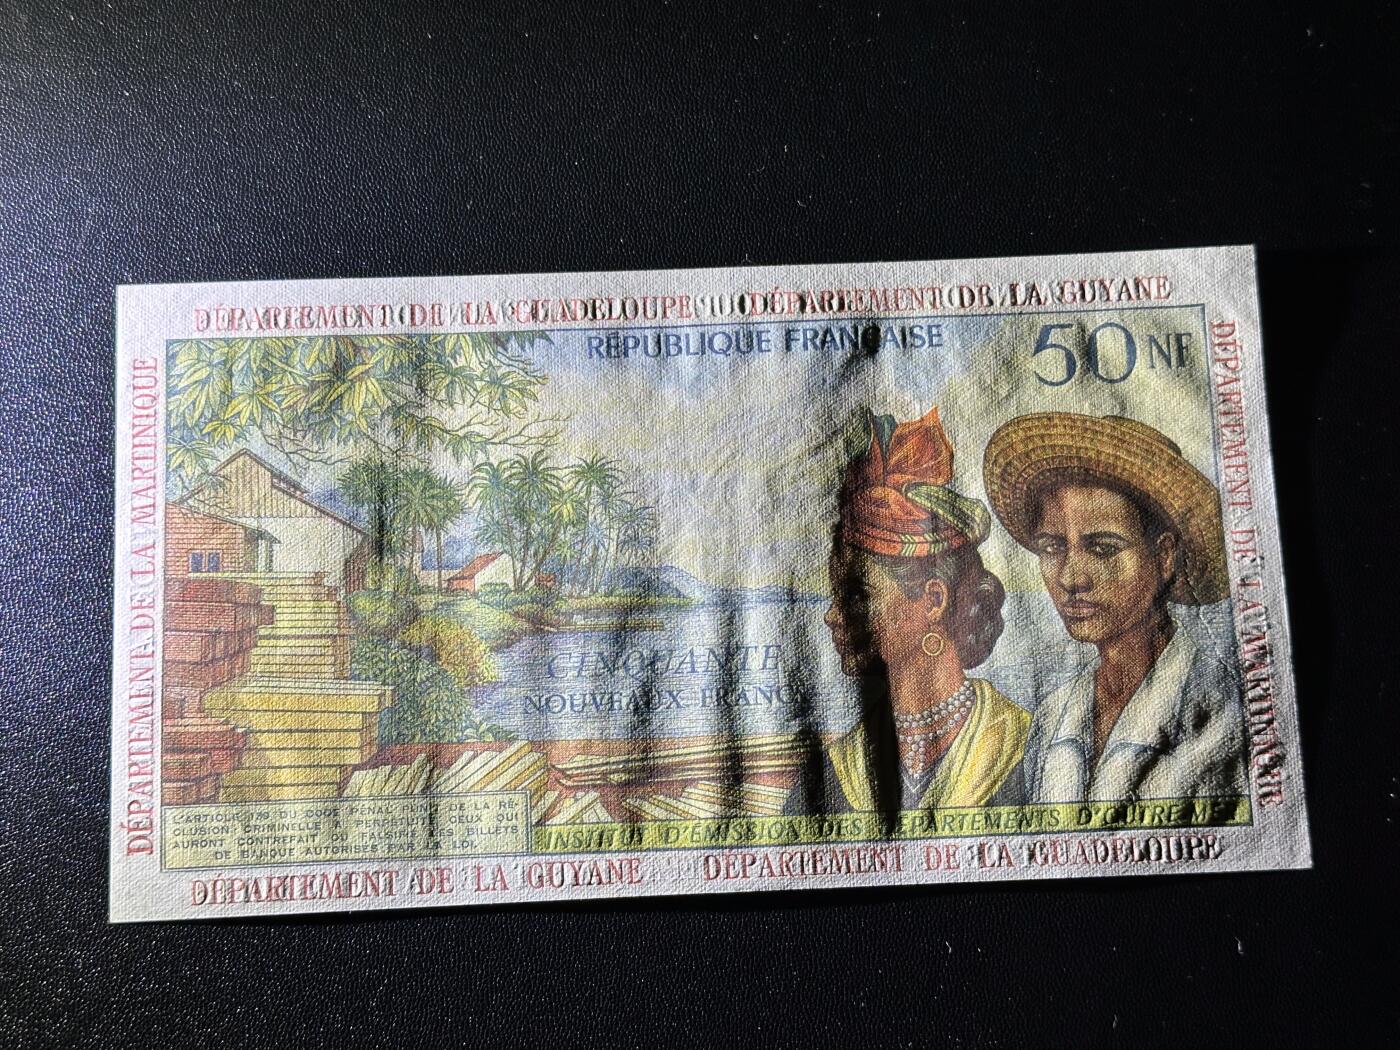 DÉPARTEMENT DE LA GUADELOUPE DÉPARTEMENT DE LA GUYANE
RÉPUBLIQUE FRANÇAISE
50 NF
DÉPARTEMENT DE LA MARTINIQUE
DÉPARTEMENT DE LA MARTINIQUE
CINQUANTE
NOUVEAUX FRANCS
L'ARTICLE 139 DU CODE PÉNAL PUNIT DE LA RÉ-
CLUSION CRIMINELLE À PERPÉTUITÉ CEUX QUI
AURONT CONTREFAIT OU FALSIFIÉ LES BILLETS
DE BANQUE AUTORISÉS PAR LA LOI.
INSTITUT D'ÉMISSION DES DÉPARTEMENTS D'OUTRE-MER
DÉPARTEMENT DE LA GUYANE DÉPARTEMENT DE LA GUADELOUPE